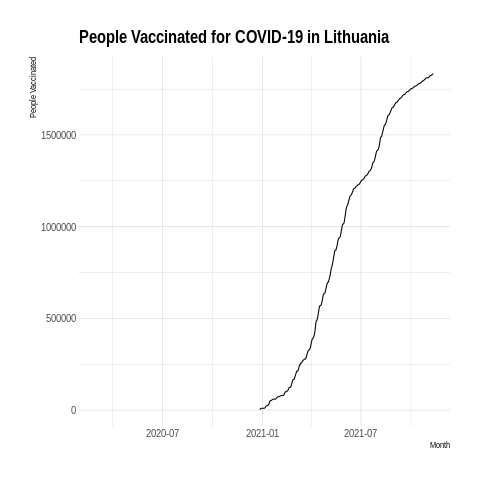 People Vaccinated for COVID-19 in Lithuania
People Vaccinated
1500000
1000000
500000
0
2020-07
2021-01
2021-07
Month